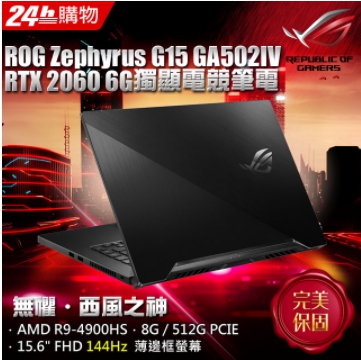 24h購物
ROG Zephyrus G15 GA502IV
RTX 2060 6G獨顯電競筆電
REPUBLIC OF
GAMERS
無懼・西風之神
· AMD R9-4900HS · 8G / 512G PCIE
· 15.6" FHD 144Hz 薄邊框螢幕
完美
保固